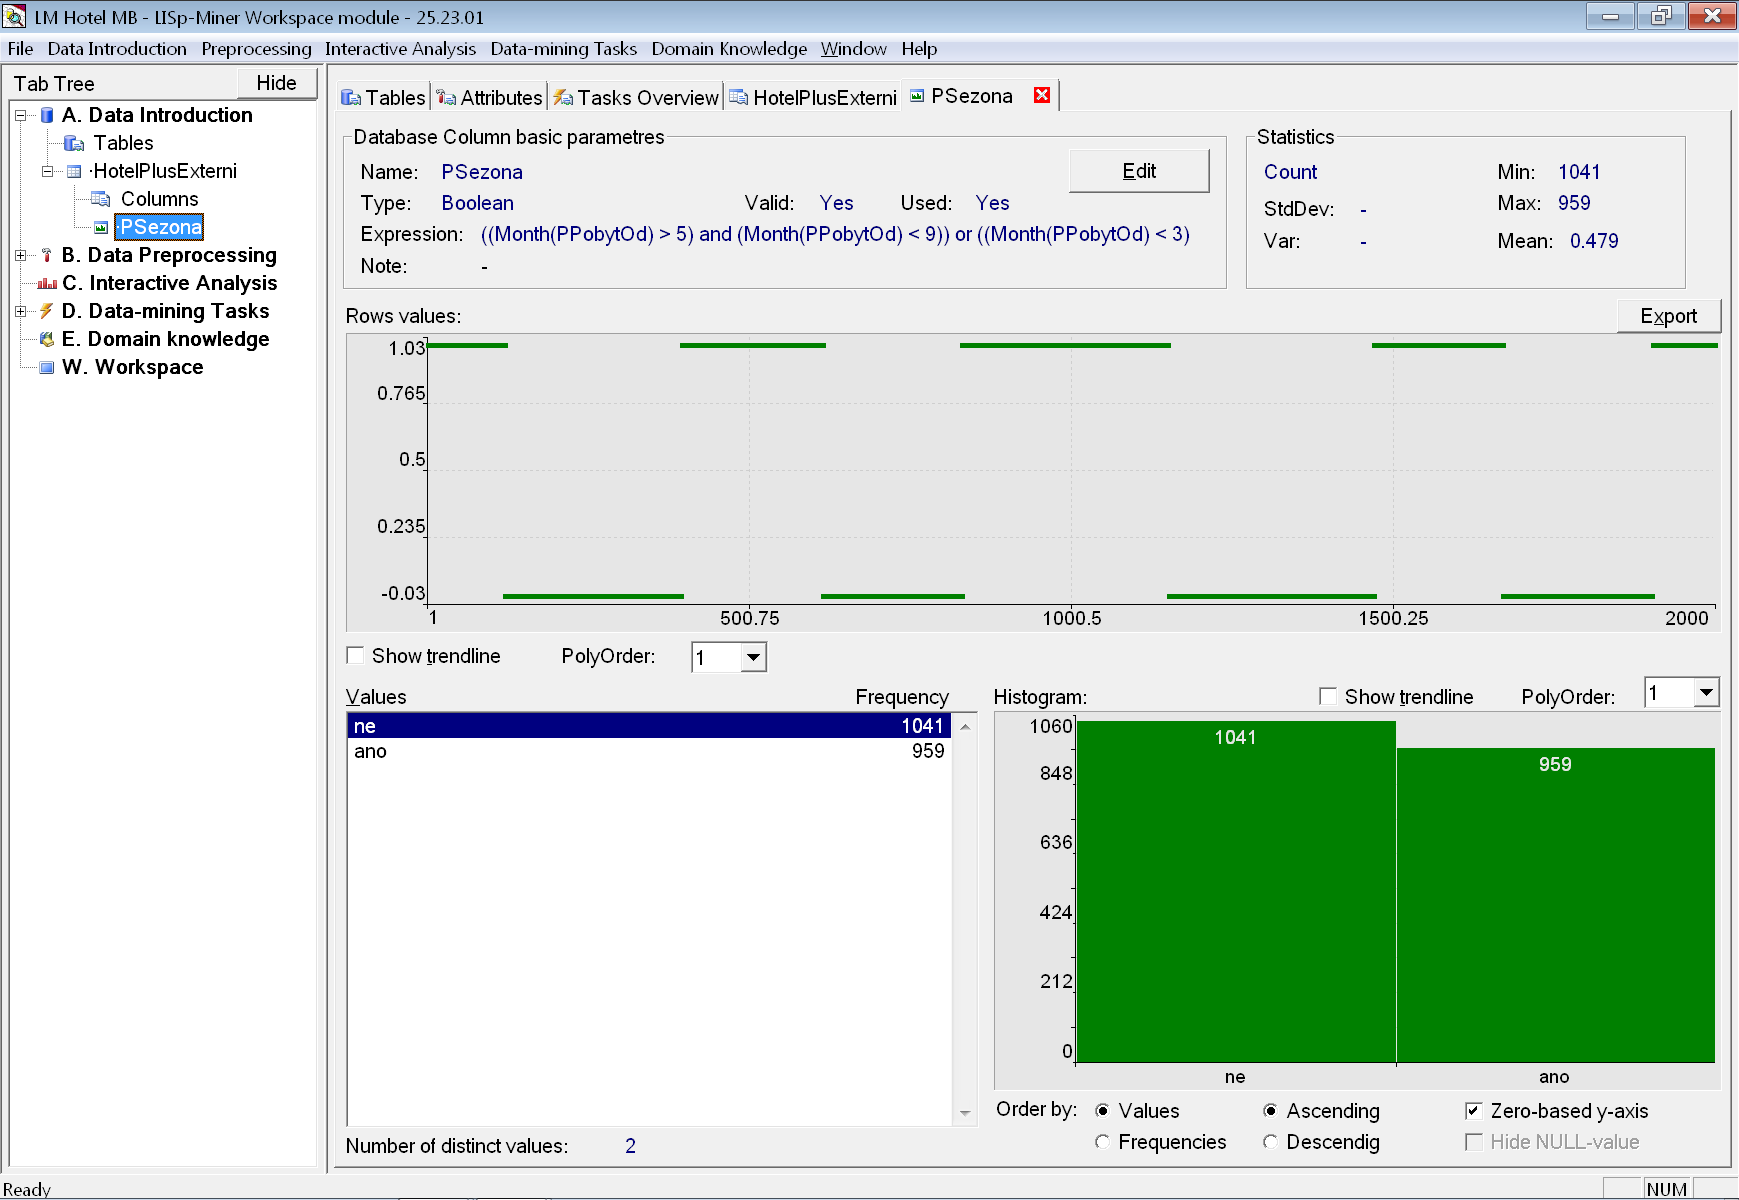 LM Hotel MB - LISp-Miner Workspace module - 25.23.01
File Data Introduction Preprocessing Interactive Analysis Data-mining Tasks Domain Knowledge Window Help
Tab Tree Hide
A. Data Introduction
Tables
·HotelPlusExterni
Columns
·PSezona
B. Data Preprocessing
C. Interactive Analysis
D. Data-mining Tasks
E. Domain knowledge
W. Workspace
Tables Attributes Tasks Overview HotelPlusExterni PSezona
Database Column basic parametres
Name: PSezona Edit
Type: Boolean Valid: Yes Used: Yes
Expression: ((Month(PPobytOd) > 5) and (Month(PPobytOd) < 9)) or ((Month(PPobytOd) < 3)
Note: -
Statistics
Count Min: 1041
StdDev: - Max: 959
Var: - Mean: 0.479
Rows values: Export
1.03
0.765
0.5
0.235
-0.03
1 500.75 1000.5 1500.25 2000
Show trendline PolyOrder: 1
Values Frequency
ne 1041
ano 959
Number of distinct values: 2
Histogram: Show trendline PolyOrder: 1
1060
848
636
424
212
0
1041
959
ne ano
Order by: Values Ascending Zero-based y-axis
Frequencies Descendig Hide NULL-value
Ready NUM